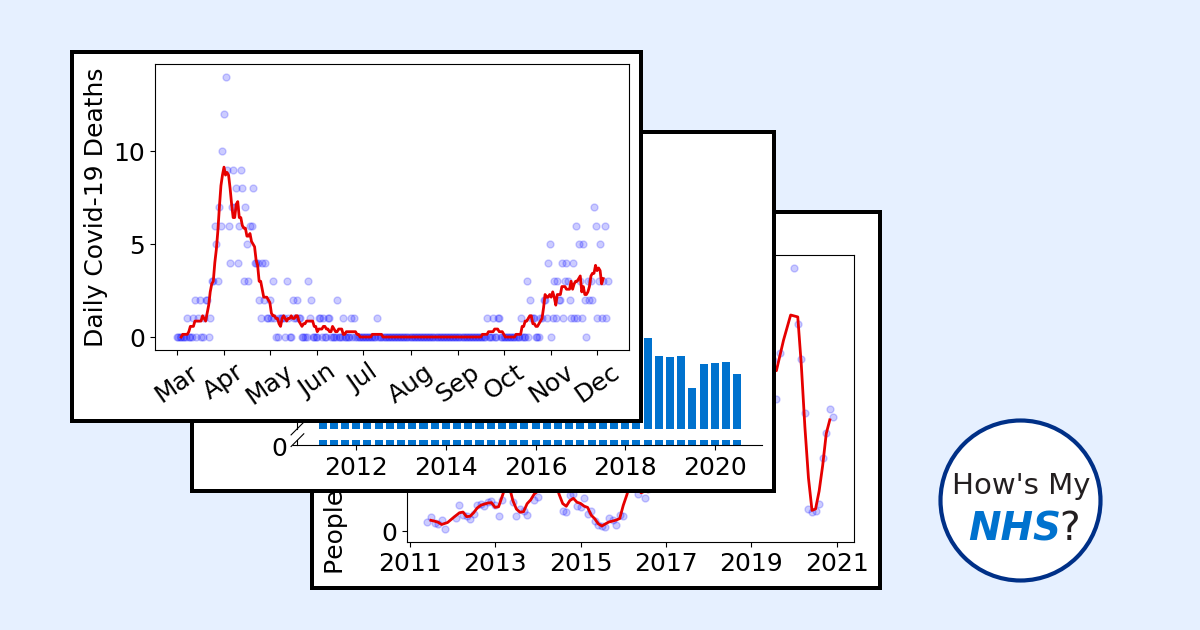 Daily Covid-19 Deaths
10
5
0
Mar Apr May Jun Jul Aug Sep Oct Nov Dec
0
2012 2014 2016 2018 2020
People
0
2011 2013 2015 2017 2019 2021
How's My
NHS?